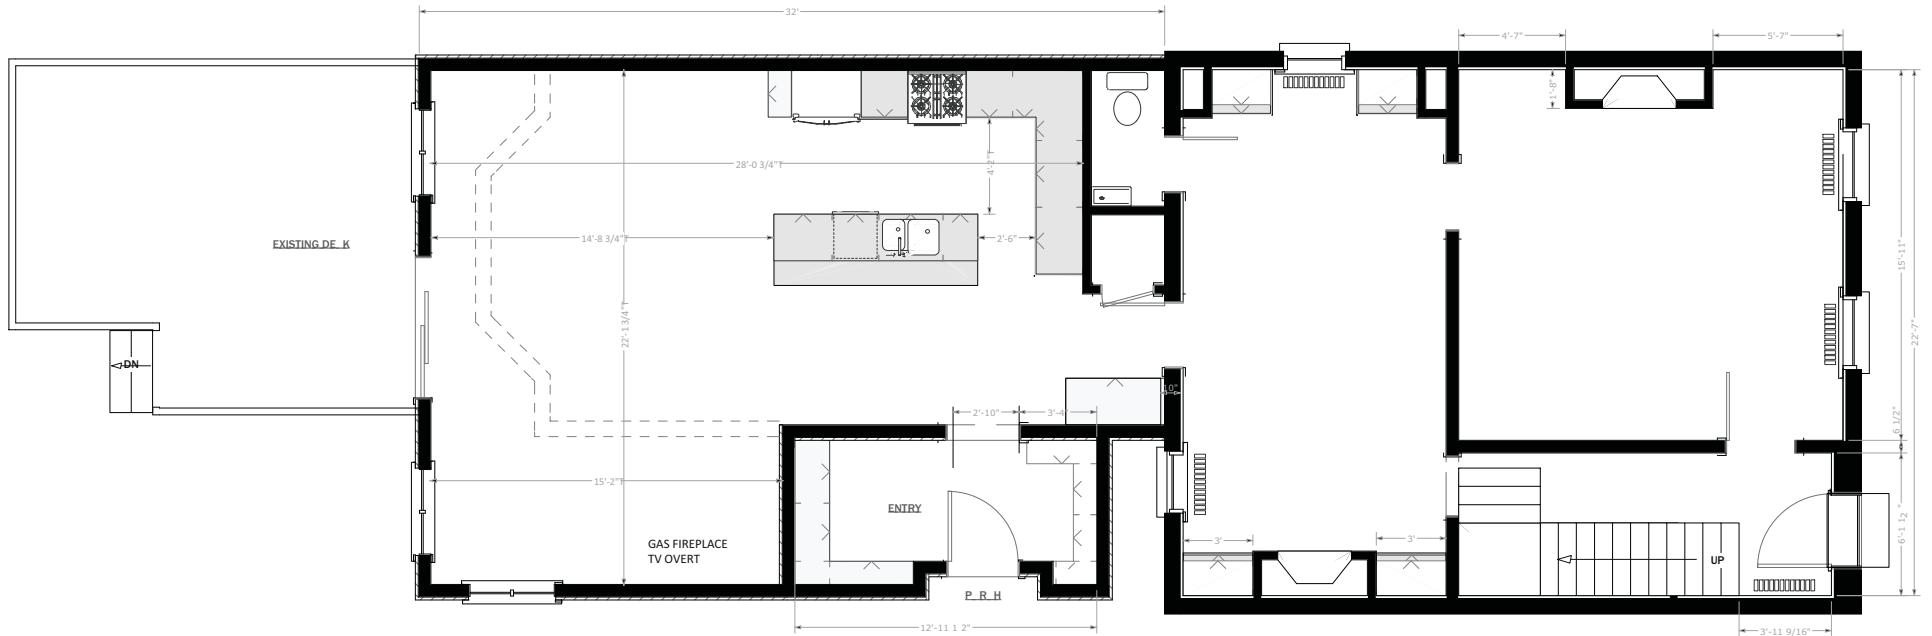 32'
4'-7"
5'-7"
1'-8"
28'-0 3/4"
4'-2"
EXISTING DE. K
14'-8 3/4"
2'-6"
15'-11"
22'-1 3/4"
22'-7"
DN
10"
2'-10"
3'-4"
6 1/2"
15'-2"
ENTRY
GAS FIREPLACE
TV OVERT
3'
3'
6'-1 1/2"
UP
P R H
12'-11 1 2"
3'-11 9/16"